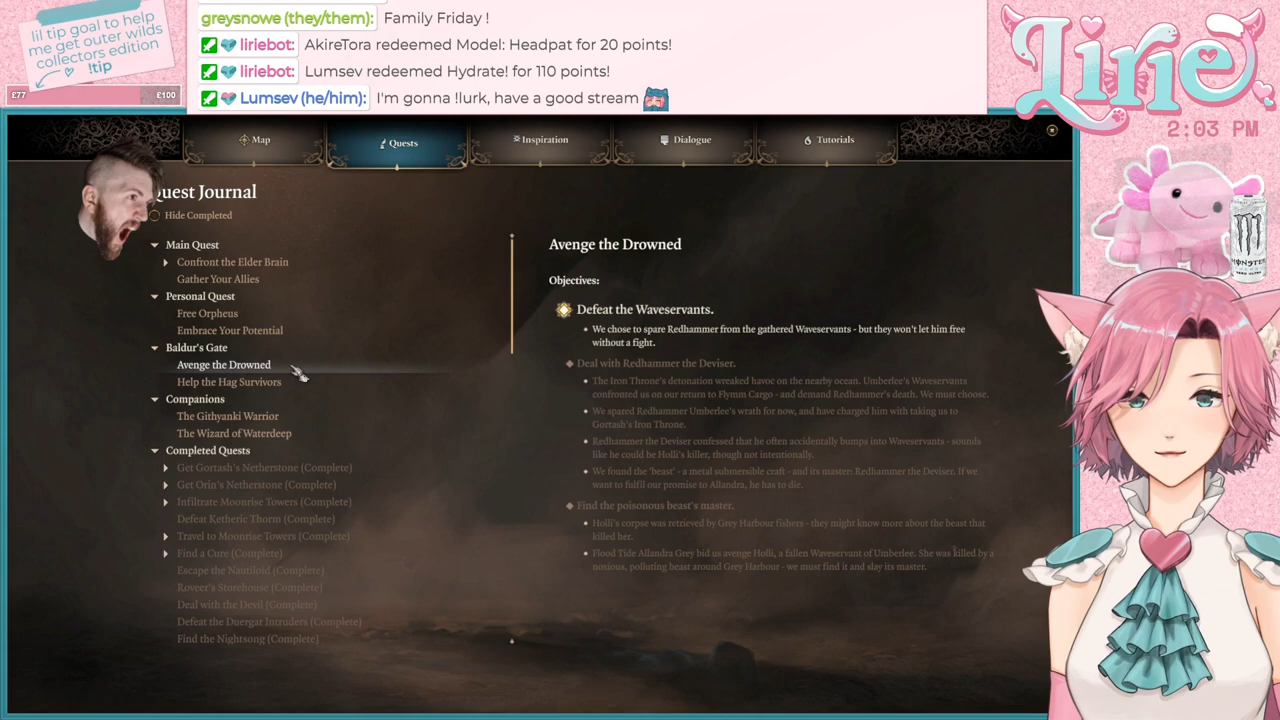 lil tip goal to help
me get outer wilds
collectors edition
!tip
£77
£100
greysnowe (they/them): Family Friday !
liriebot: AkireTora redeemed Model: Headpat for 20 points!
liriebot: Lumsev redeemed Hydrate! for 110 points!
Lumsev (he/him): I'm gonna !lurk, have a good stream
Lirie
2:03 PM
Map
Quests
Inspiration
Dialogue
Tutorials
Quest Journal
Hide Completed
Main Quest
Confront the Elder Brain
Gather Your Allies
Personal Quest
Free Orpheus
Embrace Your Potential
Baldur's Gate
Avenge the Drowned
Help the Hag Survivors
Companions
The Githyanki Warrior
The Wizard of Waterdeep
Completed Quests
Get Gortash's Netherstone (Complete)
Get Orin's Netherstone (Complete)
Infiltrate Moonrise Towers (Complete)
Defeat Ketheric Thorm (Complete)
Travel to Moonrise Towers (Complete)
Find a Cure (Complete)
Escape the Nautiloid (Complete)
Rovver's Storehouse (Complete)
Deal with the Devil (Complete)
Defeat the Duergar Intruders (Complete)
Find the Nightsong (Complete)
Avenge the Drowned
Objectives:
Defeat the Waveservants.
We chose to spare Redhammer from the gathered Waveservants - but they won't let him free
without a fight.
Deal with Redhammer the Deviser.
The Iron Throne's detonation wreaked havoc on the nearby ocean. Umberlee's Waveservants
confronted us on our return to Flymm Cargo - and demand Redhammer's death. We must choose.
We spared Redhammer Umberlee's wrath for now, and have charged him with taking us to
Gortash's Iron Throne.
Redhammer the Deviser confessed that he often accidentally bumps into Waveservants - sounds
like he could be Holli's killer, though not intentionally.
We found the 'beast' - a metal submersible craft - and its master: Redhammer the Deviser. If we
want to fulfil our promise to Allandra, he has to die.
Find the poisonous beast's master.
Holli's corpse was retrieved by Grey Harbour fishers - they might know more about the beast that
killed her.
Flood Tide Allandra Grey bid us avenge Holli, a fallen Waveservant of Umberlee. She was killed by a
noxious, polluting beast around Grey Harbour - we must find it and slay its master.
MONSTER